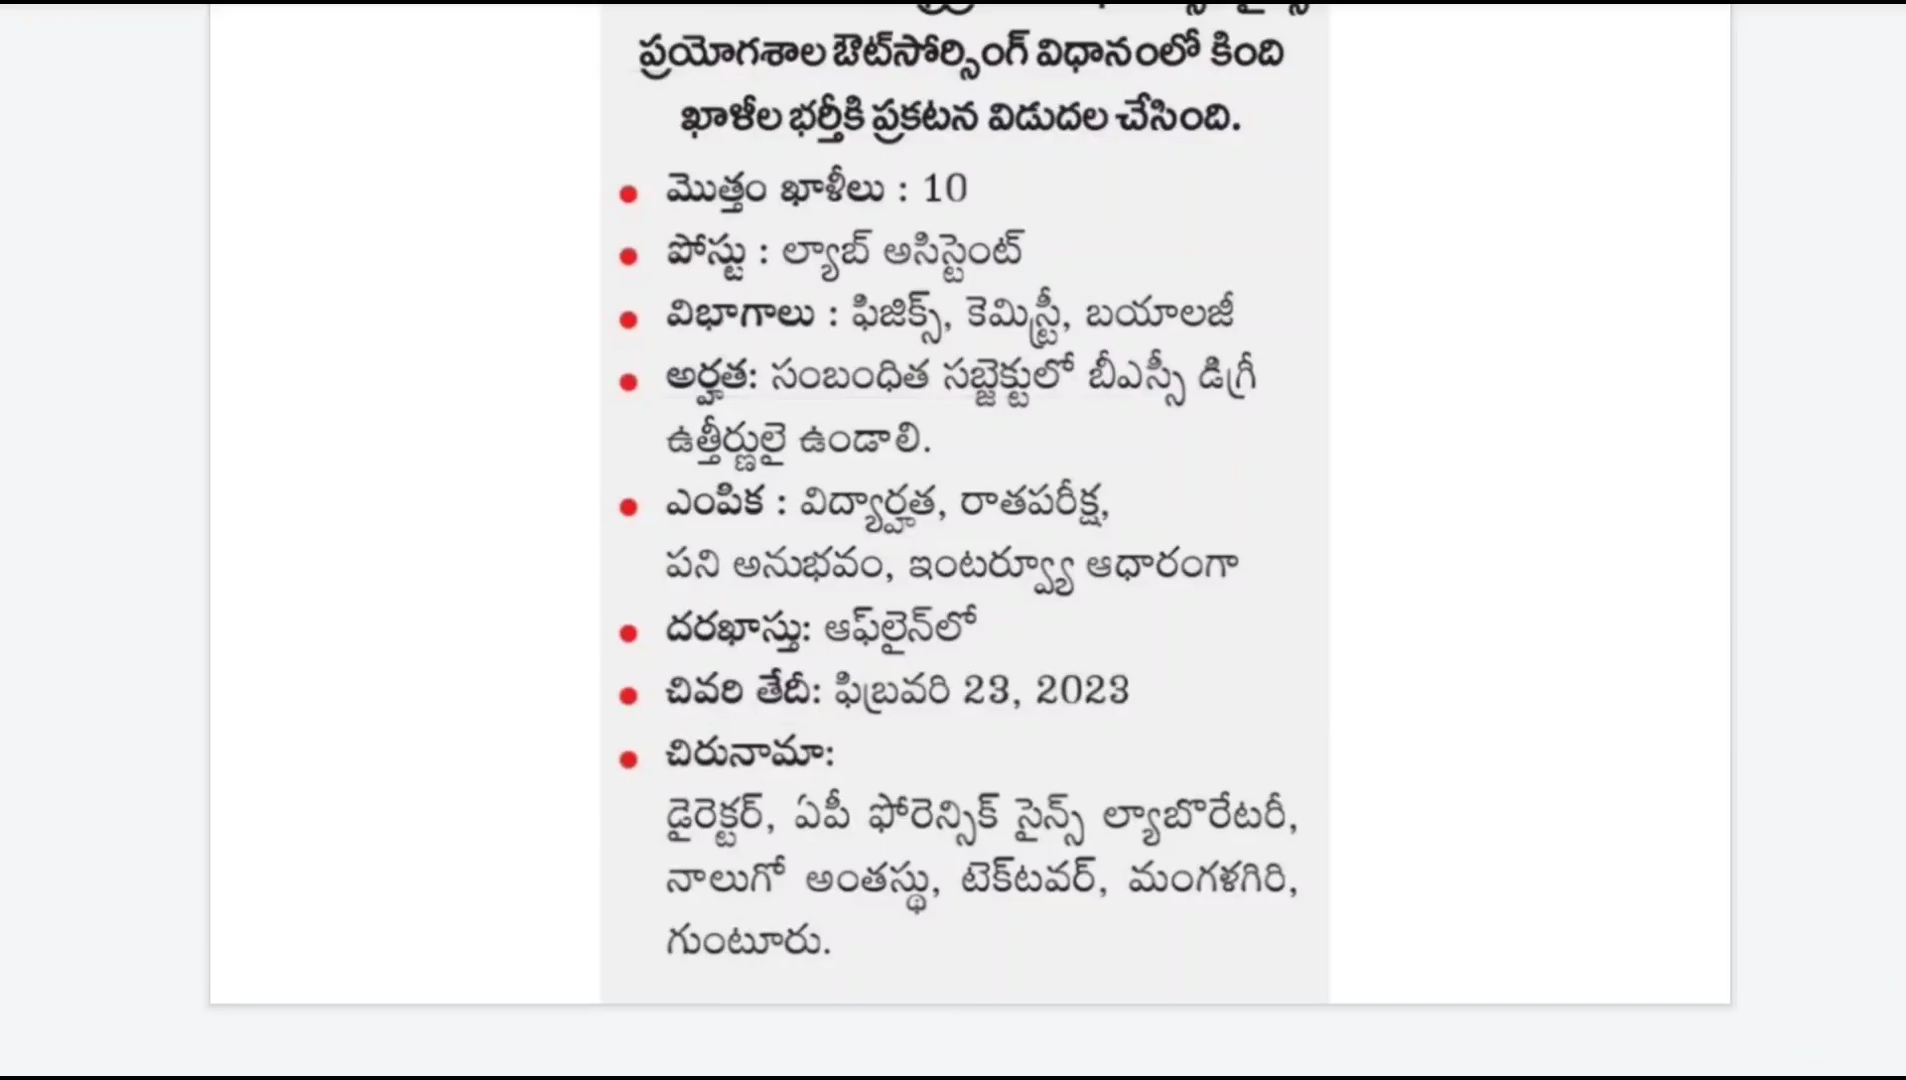 ప్రయోగశాల ఔట్‌సోర్సింగ్ విధానంలో కింది
ఖాళీల భర్తీకి ప్రకటన విడుదల చేసింది.
• మొత్తం ఖాళీలు : 10
• పోస్టు : ల్యాబ్ అసిస్టెంట్
• విభాగాలు : ఫిజిక్స్, కెమిస్ట్రీ, బయాలజీ
• అర్హత: సంబంధిత సబ్జెక్టులో బీఎస్సీ డిగ్రీ
ఉత్తీర్ణులై ఉండాలి.
• ఎంపిక : విద్యార్హత, రాతపరీక్ష,
పని అనుభవం, ఇంటర్వ్యూ ఆధారంగా
• దరఖాస్తు: ఆఫ్‌లైన్‌లో
• చివరి తేదీ: ఫిబ్రవరి 23, 2023
• చిరునామా:
డైరెక్టర్, ఏపీ ఫోరెన్సిక్ సైన్స్ ల్యాబొరేటరీ,
నాలుగో అంతస్థు, టెక్‌టవర్, మంగళగిరి,
గుంటూరు.